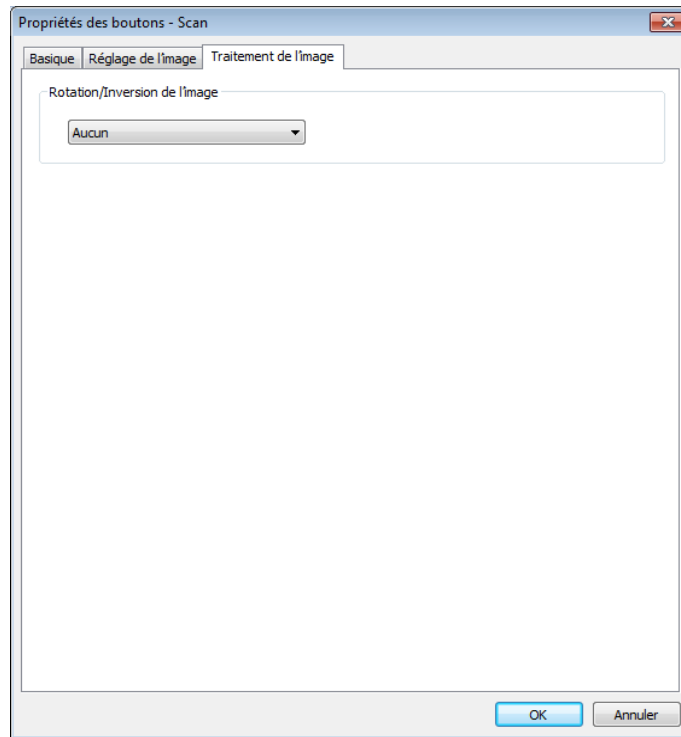 Propriétés des boutons - Scan
Basique Réglage de l'image Traitement de l'image
Rotation/Inversion de l'image
Aucun
OK Annuler